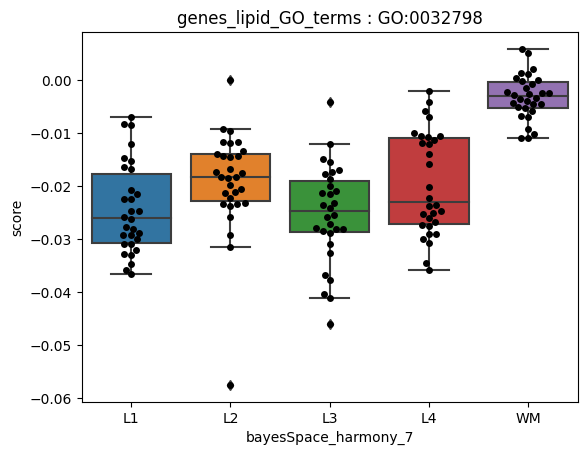 genes_lipid_GO_terms : GO:0032798
0.00
−0.01
−0.02
−0.03
−0.04
−0.05
−0.06
score
L1 L2 L3 L4 WM
bayesSpace_harmony_7